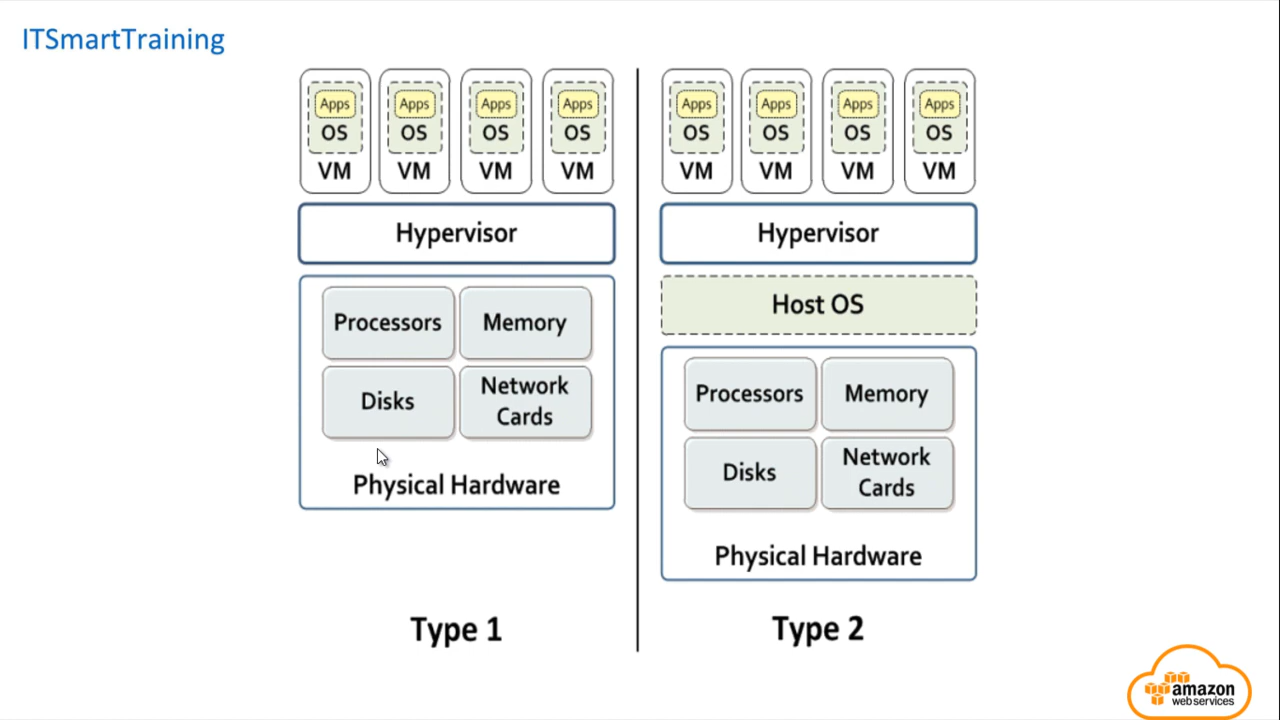 ITSmartTraining
Apps Apps Apps Apps
OS OS OS OS
VM VM VM VM
Hypervisor
Processors Memory
Disks Network
Cards
Physical Hardware
Type 1
Apps Apps Apps Apps
OS OS OS OS
VM VM VM VM
Hypervisor
Host OS
Processors Memory
Disks Network
Cards
Physical Hardware
Type 2
amazon
web services